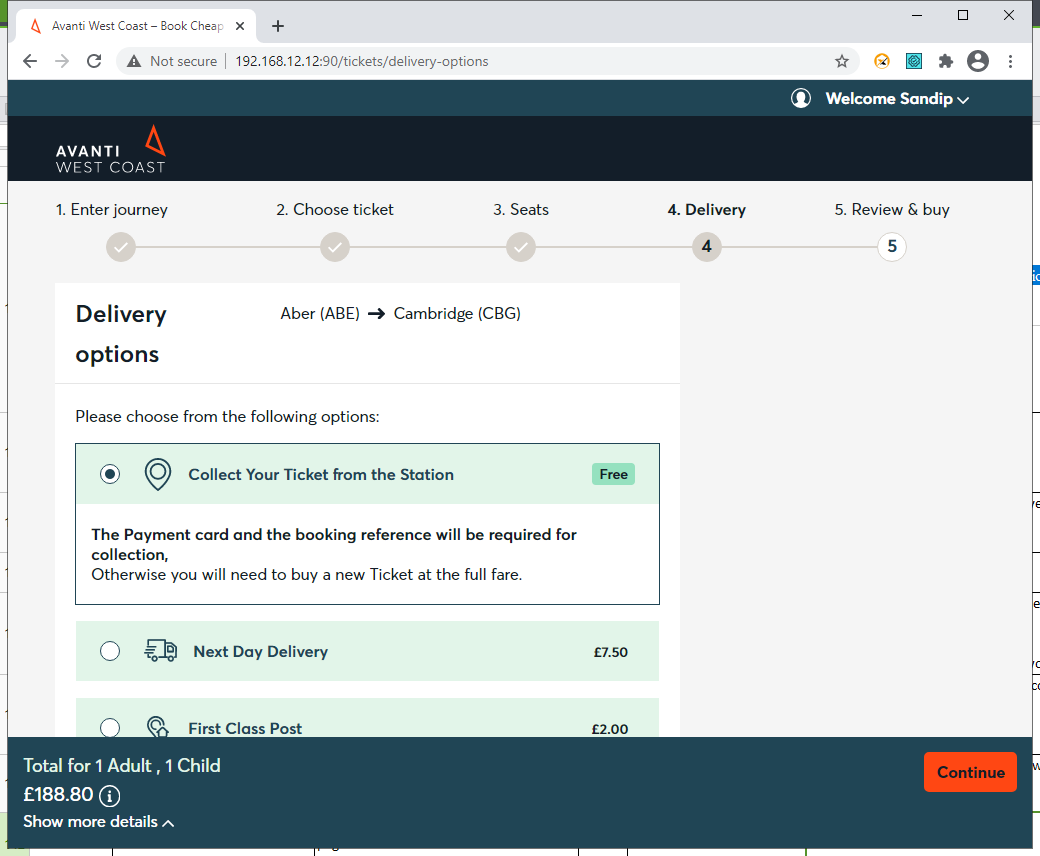 Avanti West Coast – Book Cheap
Not secure
192.168.12.12:90/tickets/delivery-options
Welcome Sandip
AVANTI
WEST COAST
1. Enter journey
2. Choose ticket
3. Seats
4. Delivery
5. Review & buy
4
5
Delivery
options
Aber (ABE) → Cambridge (CBG)
Please choose from the following options:
Collect Your Ticket from the Station
Free
The Payment card and the booking reference will be required for
collection,
Otherwise you will need to buy a new Ticket at the full fare.
Next Day Delivery
£7.50
First Class Post
£2.00
Total for 1 Adult , 1 Child
£188.80
Show more details
Continue